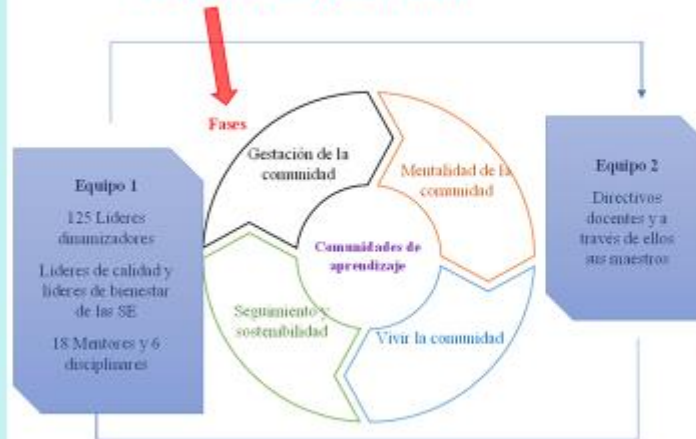 Fases
Gestación de la
comunidad
Mentalidad de la
comunidad
Equipo 1
125 Lideres
dinamizadores
Lideres de calidad y
lideres de bienestar
de las SE
18 Mentores y 6
disciplinares
Comunidades de
aprendizaje
Equipo 2
Directivos
docentes y a
través de ellos
sus maestros
Seguimiento y
sostenibilidad
Vivir la comunidad